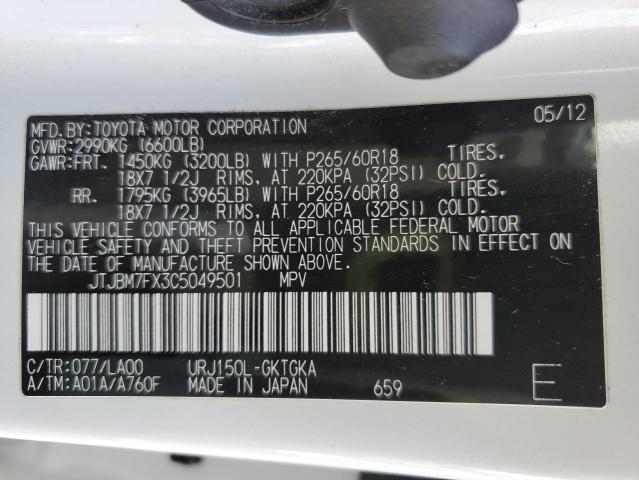 MFD.BY:TOYOTA MOTOR CORPORATION 05/12
GVWR:2990KG (6600LB)
GAWR:FRT. 1450KG (3200LB) WITH P265/60R18 TIRES.
18X7 1/2J RIMS, AT 220KPA (32PSI) COLD.
RR. 1795KG (3965LB) WITH P265/60R18 TIRES.
18X7 1/2J RIMS, AT 220KPA (32PSI) COLD.
THIS VEHICLE CONFORMS TO ALL APPLICABLE FEDERAL MOTOR
VEHICLE SAFETY AND THEFT PREVENTION STANDARDS IN EFFECT ON
THE DATE OF MANUFACTURE SHOWN ABOVE.
JTJBM7FX3C5049501 MPV
C/TR:077/LA00 URJ150L-GKTGKA
A/TM:A01A/A760F MADE IN JAPAN 659 E